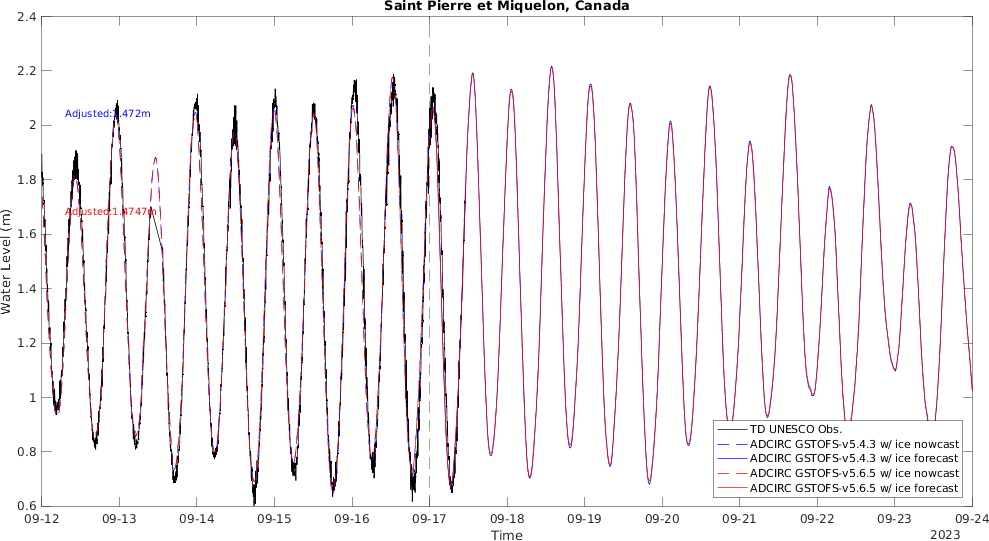 Saint Pierre et Miquelon, Canada
2.4
2.2
2
1.8
1.6
1.4
1.2
1
0.8
0.6
Water Level (m)
Adjusted:1.472m
Adjusted:1.4747m
TD UNESCO Obs.
ADCIRC GSTOFS-v5.4.3 w/ ice nowcast
ADCIRC GSTOFS-v5.4.3 w/ ice forecast
ADCIRC GSTOFS-v5.6.5 w/ ice nowcast
ADCIRC GSTOFS-v5.6.5 w/ ice forecast
09-12 09-13 09-14 09-15 09-16 09-17 09-18 09-19 09-20 09-21 09-22 09-23 09-24
Time
2023